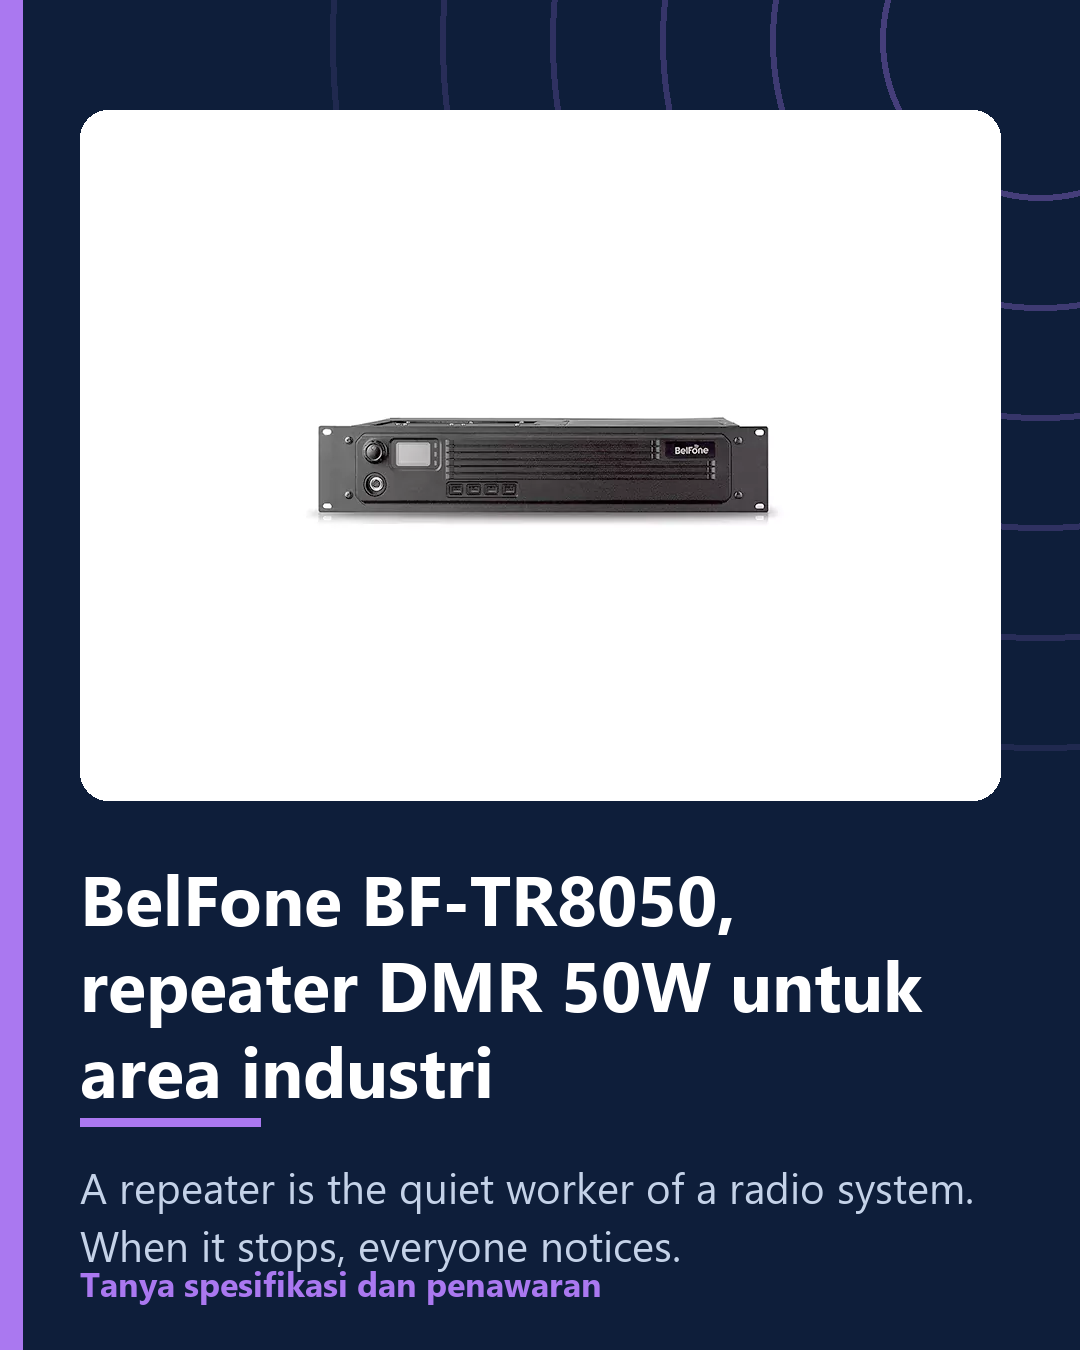 BelFone
BelFone BF-TR8050,
repeater DMR 50W untuk
area industri
A repeater is the quiet worker of a radio system.
When it stops, everyone notices.
Tanya spesifikasi dan penawaran